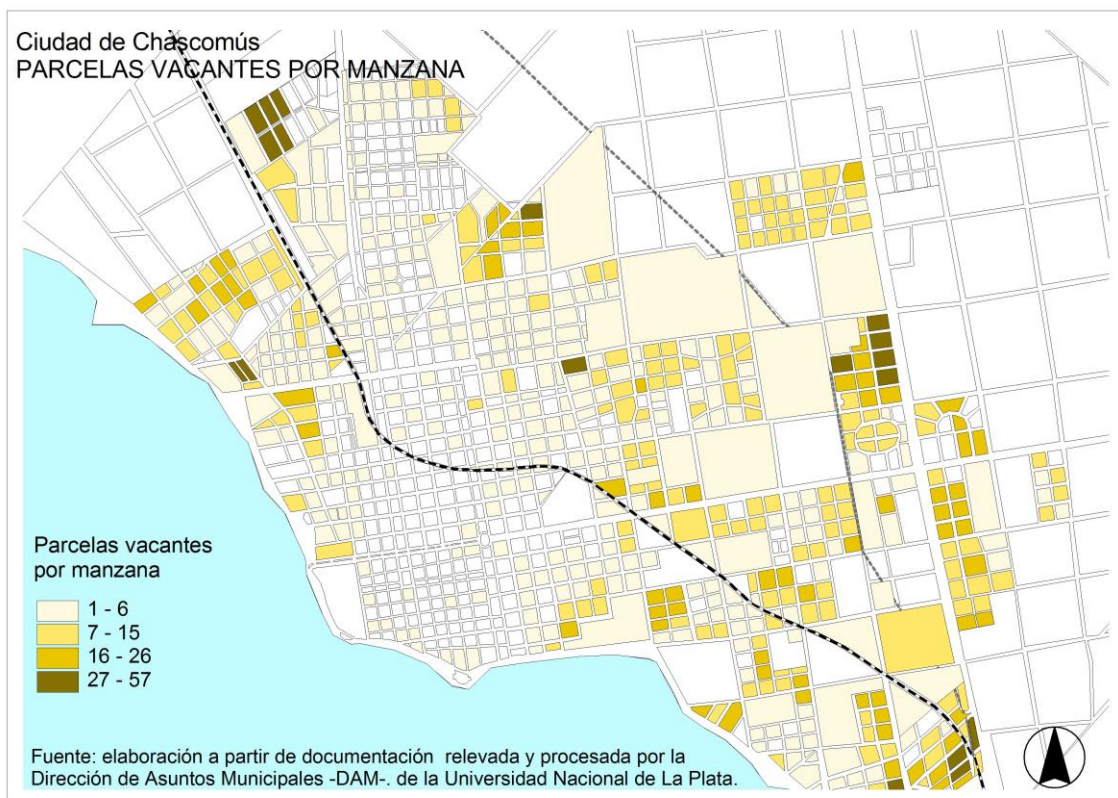 Ciudad de Chascomús
PARCELAS VACANTES POR MANZANA
Parcelas vacantes
por manzana
1 - 6
7 - 15
16 - 26
27 - 57
Fuente: elaboración a partir de documentación relevada y procesada por la
Dirección de Asuntos Municipales -DAM-. de la Universidad Nacional de La Plata.